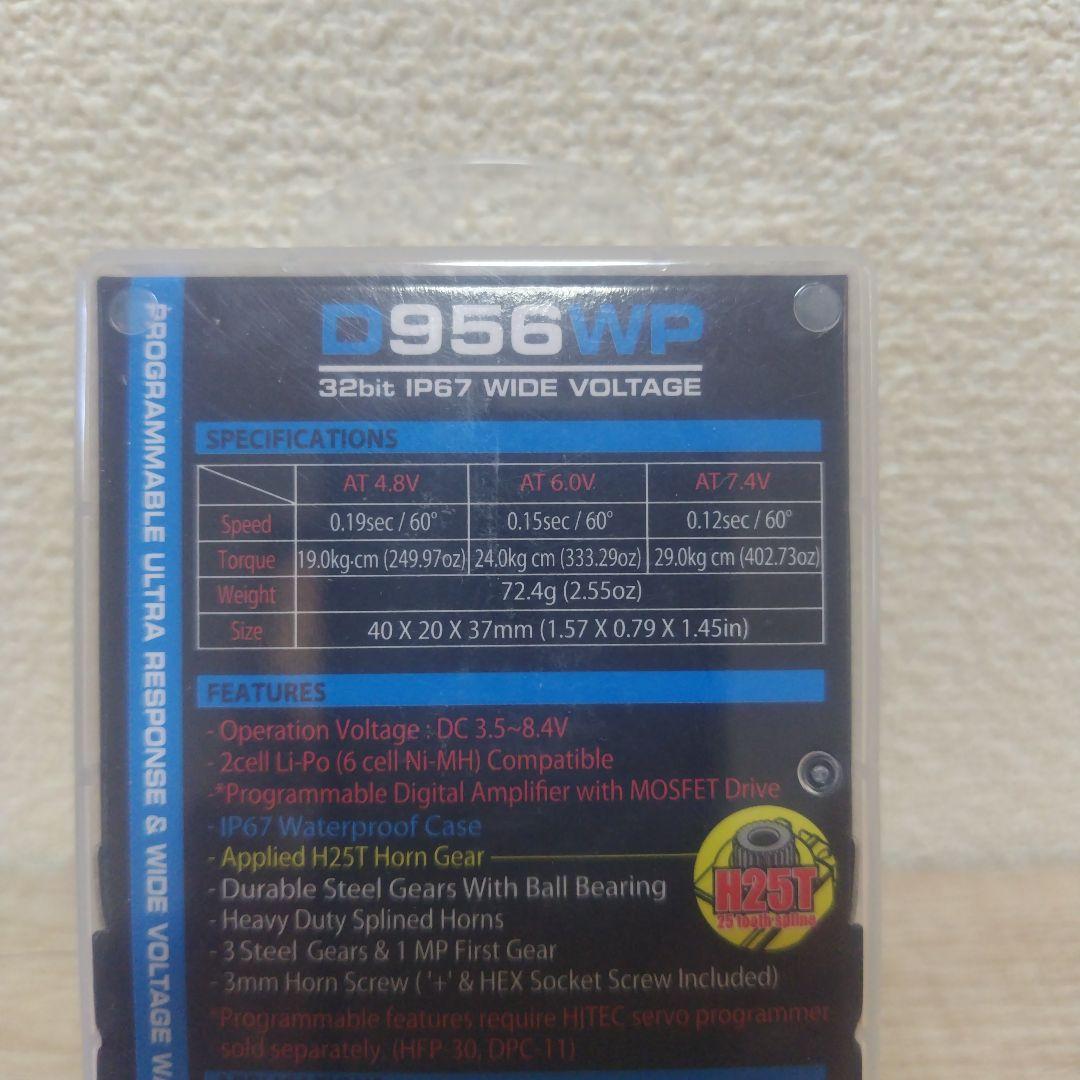 D956WP
32bit IP67 WIDE VOLTAGE
PROGRAMMABLE ULTRA RESPONSE & WIDE VOLTAGE
SPECIFICATIONS
AT 4.8V AT 6.0V AT 7.4V
Speed 0.19sec / 60° 0.15sec / 60° 0.12sec / 60°
Torque 19.0kg·cm (249.97oz) 24.0kg cm (333.29oz) 29.0kg cm (402.73oz)
Weight 72.4g (2.55oz)
Size 40 X 20 X 37mm (1.57 X 0.79 X 1.45in)
FEATURES
- Operation Voltage : DC 3.5~8.4V
- 2cell Li-Po (6 cell Ni-MH) Compatible
-*Programmable Digital Amplifier with MOSFET Drive
- IP67 Waterproof Case
- Applied H25T Horn Gear
H25T
25 tooth spline
- Durable Steel Gears With Ball Bearing
- Heavy Duty Splined Horns
- 3 Steel Gears & 1 MP First Gear
- 3mm Horn Screw ( '+' & HEX Socket Screw Included)
*Programmable features require HITEC servo programmer
sold separately. (HFP-30, DPC-11)